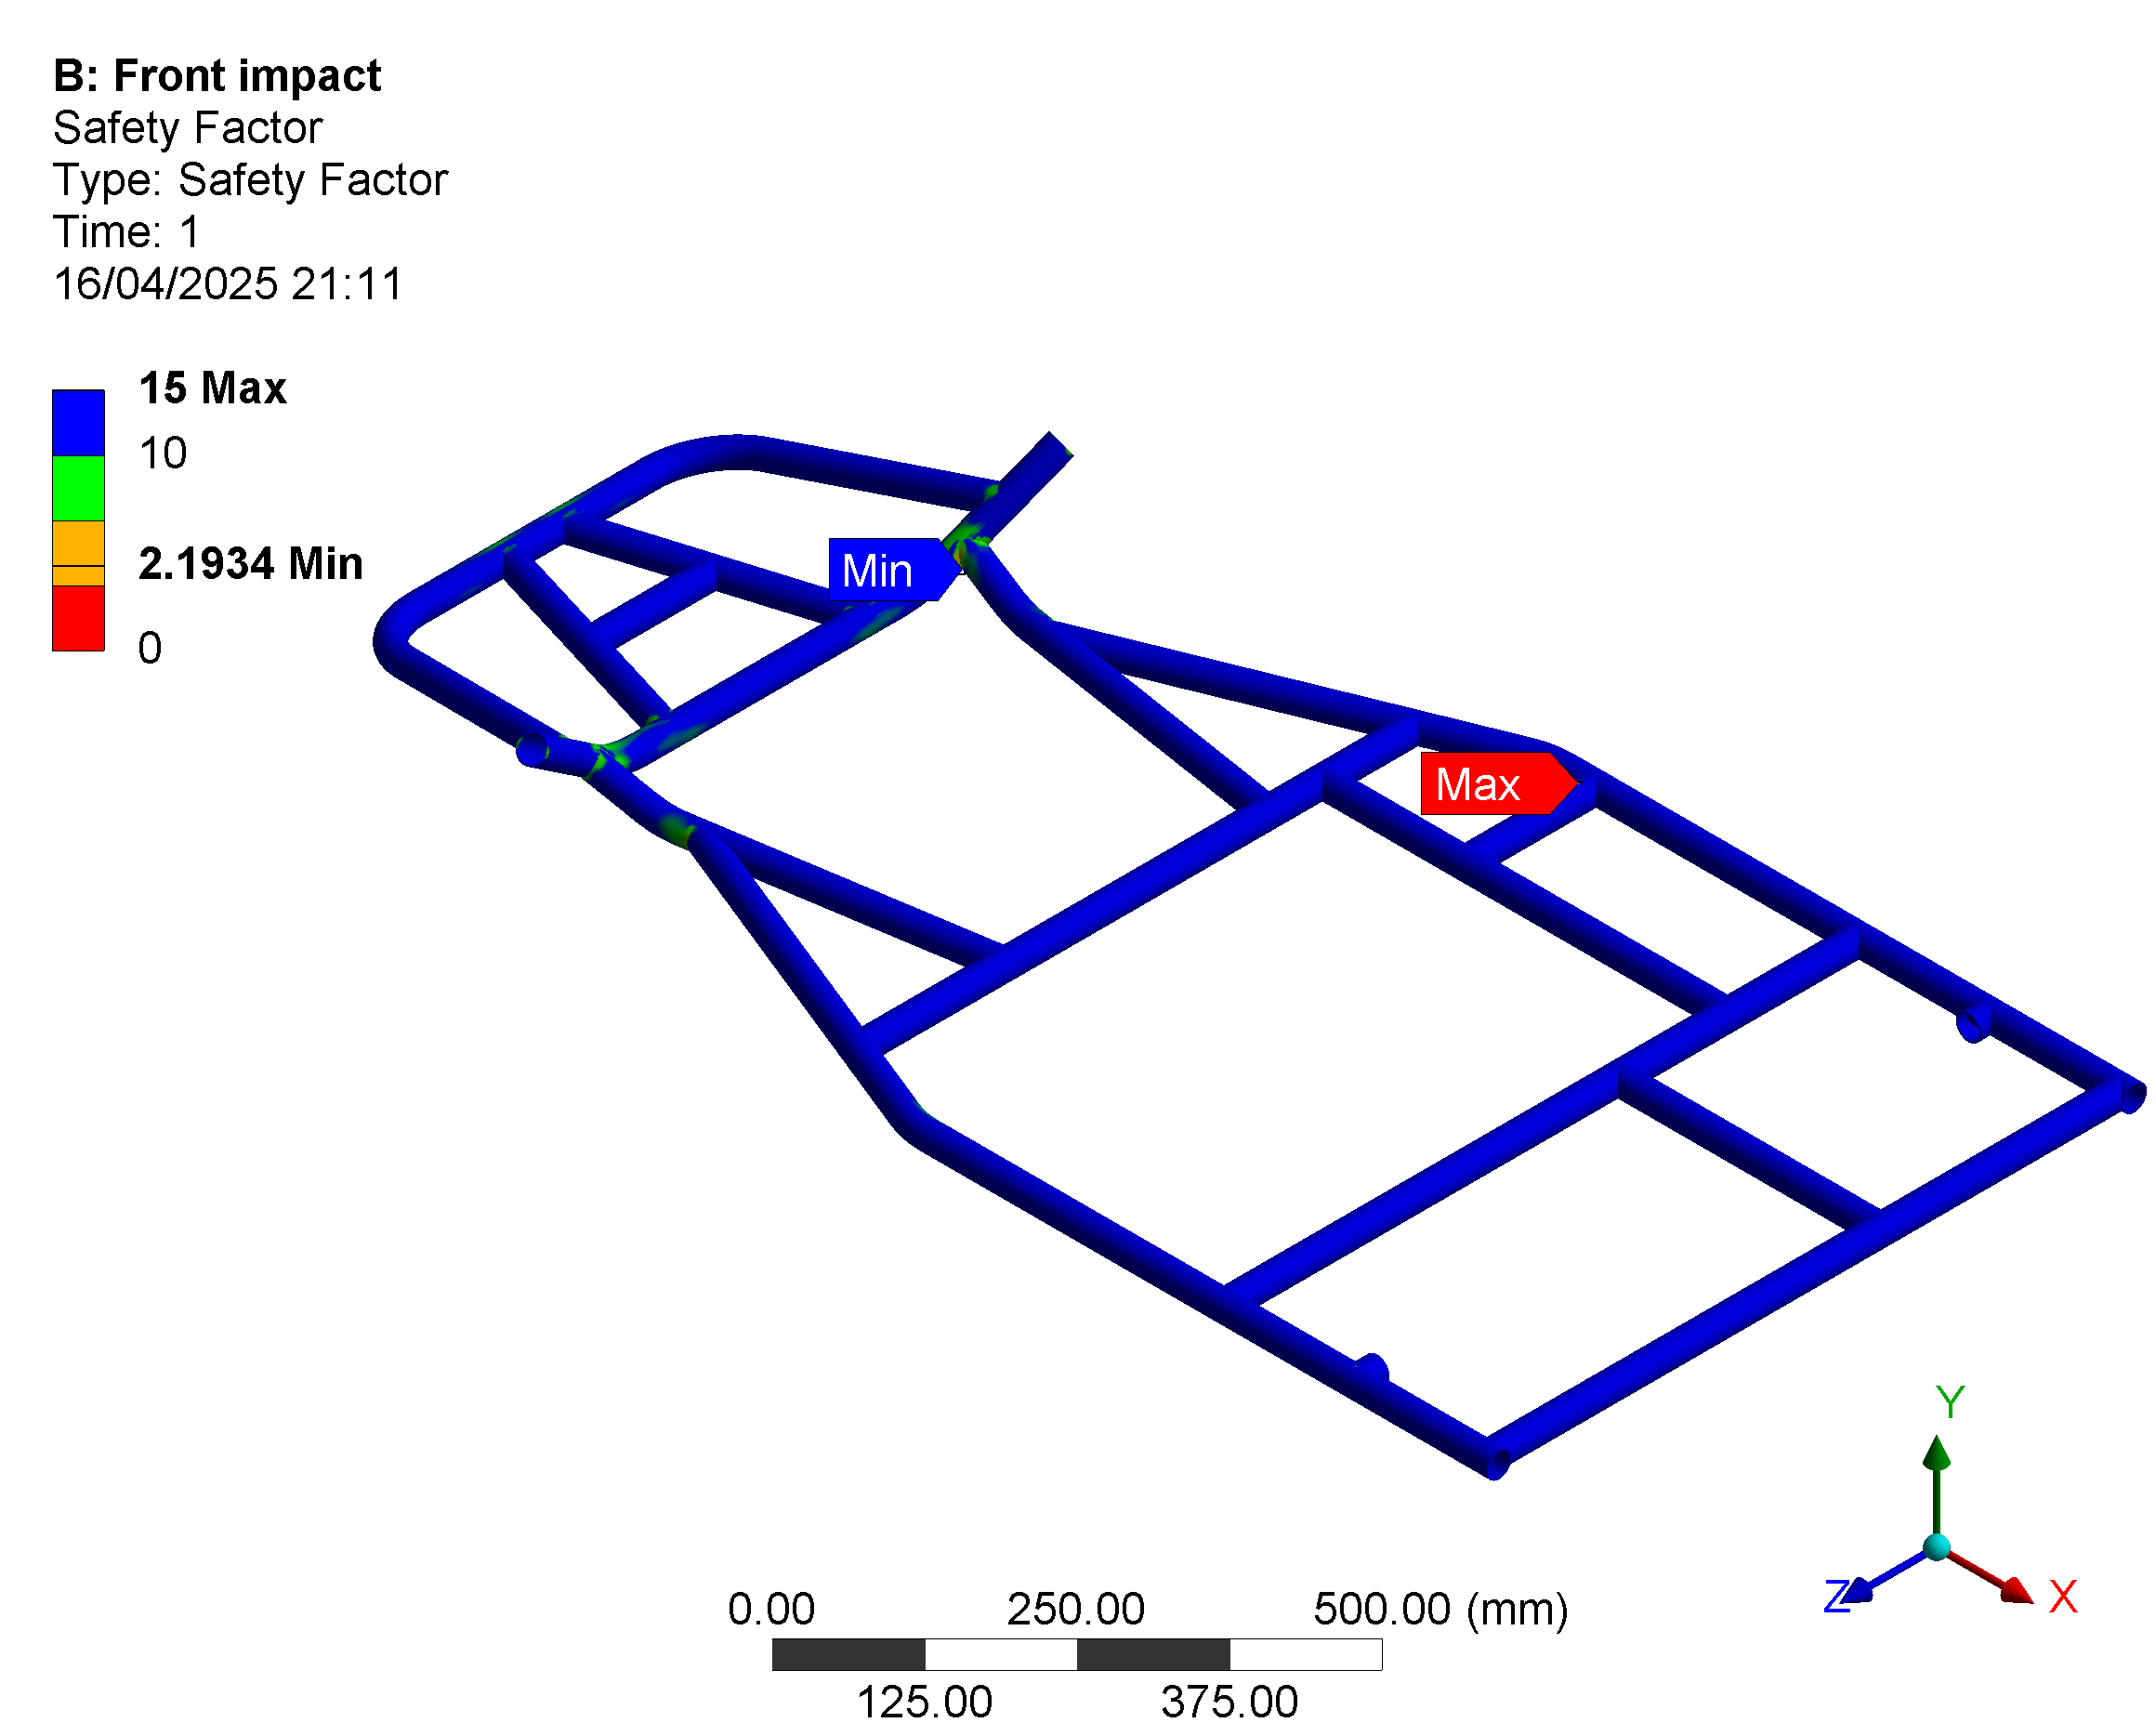 B: Front impact
Safety Factor
Type: Safety Factor
Time: 1
16/04/2025 21:11
15 Max
10
2.1934 Min
0
Min
Max
Y
Z
X
0.00 250.00 500.00 (mm)
125.00 375.00